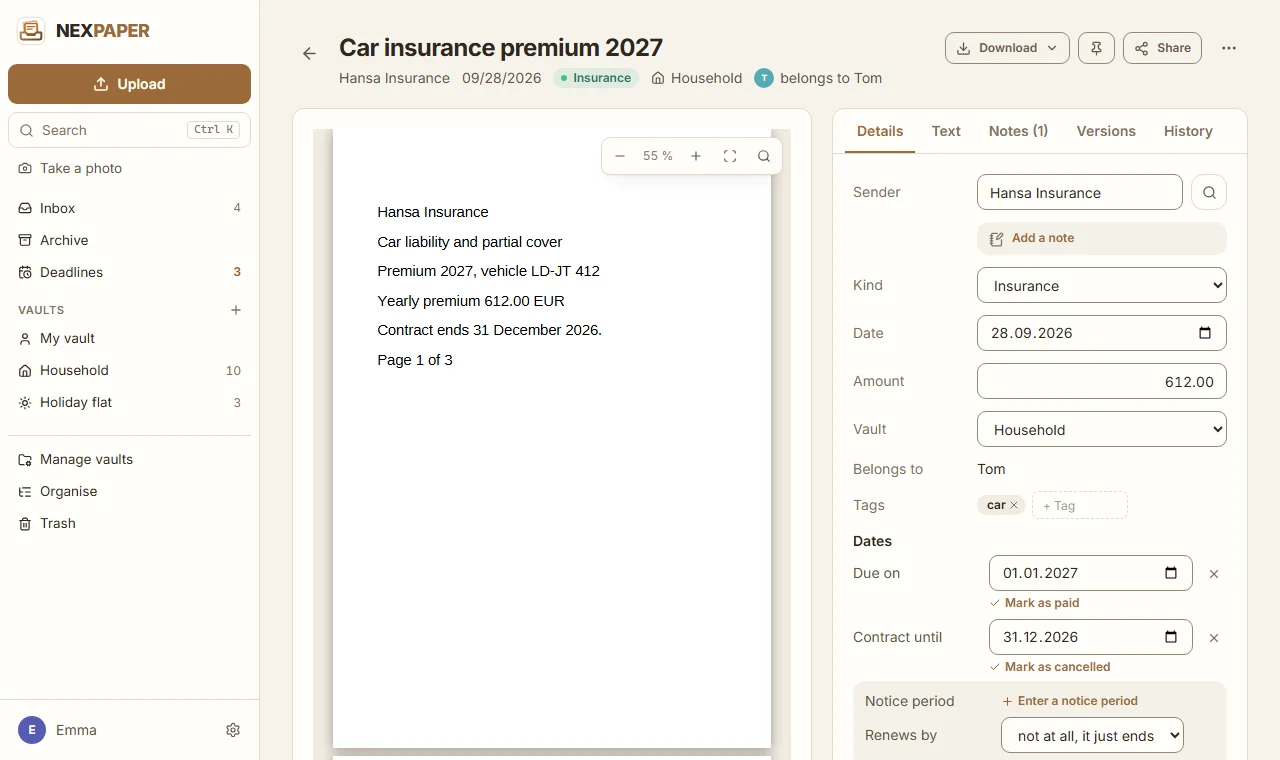 NEXPAPER
Upload
Search Ctrl K
Take a photo
Inbox 4
Archive
Deadlines 3
VAULTS
My vault
Household 10
Holiday flat 3
Manage vaults
Organise
Trash
E Emma
Car insurance premium 2027
Hansa Insurance 09/28/2026 Insurance Household T belongs to Tom
Download Share
55 %
Hansa Insurance
Car liability and partial cover
Premium 2027, vehicle LD-JT 412
Yearly premium 612.00 EUR
Contract ends 31 December 2026.
Page 1 of 3
Details Text Notes (1) Versions History
Sender Hansa Insurance
Add a note
Kind Insurance
Date 28.09.2026
Amount 612.00
Vault Household
Belongs to Tom
Tags car + Tag
Dates
Due on 01.01.2027
Mark as paid
Contract until 31.12.2026
Mark as cancelled
Notice period + Enter a notice period
Renews by not at all, it just ends